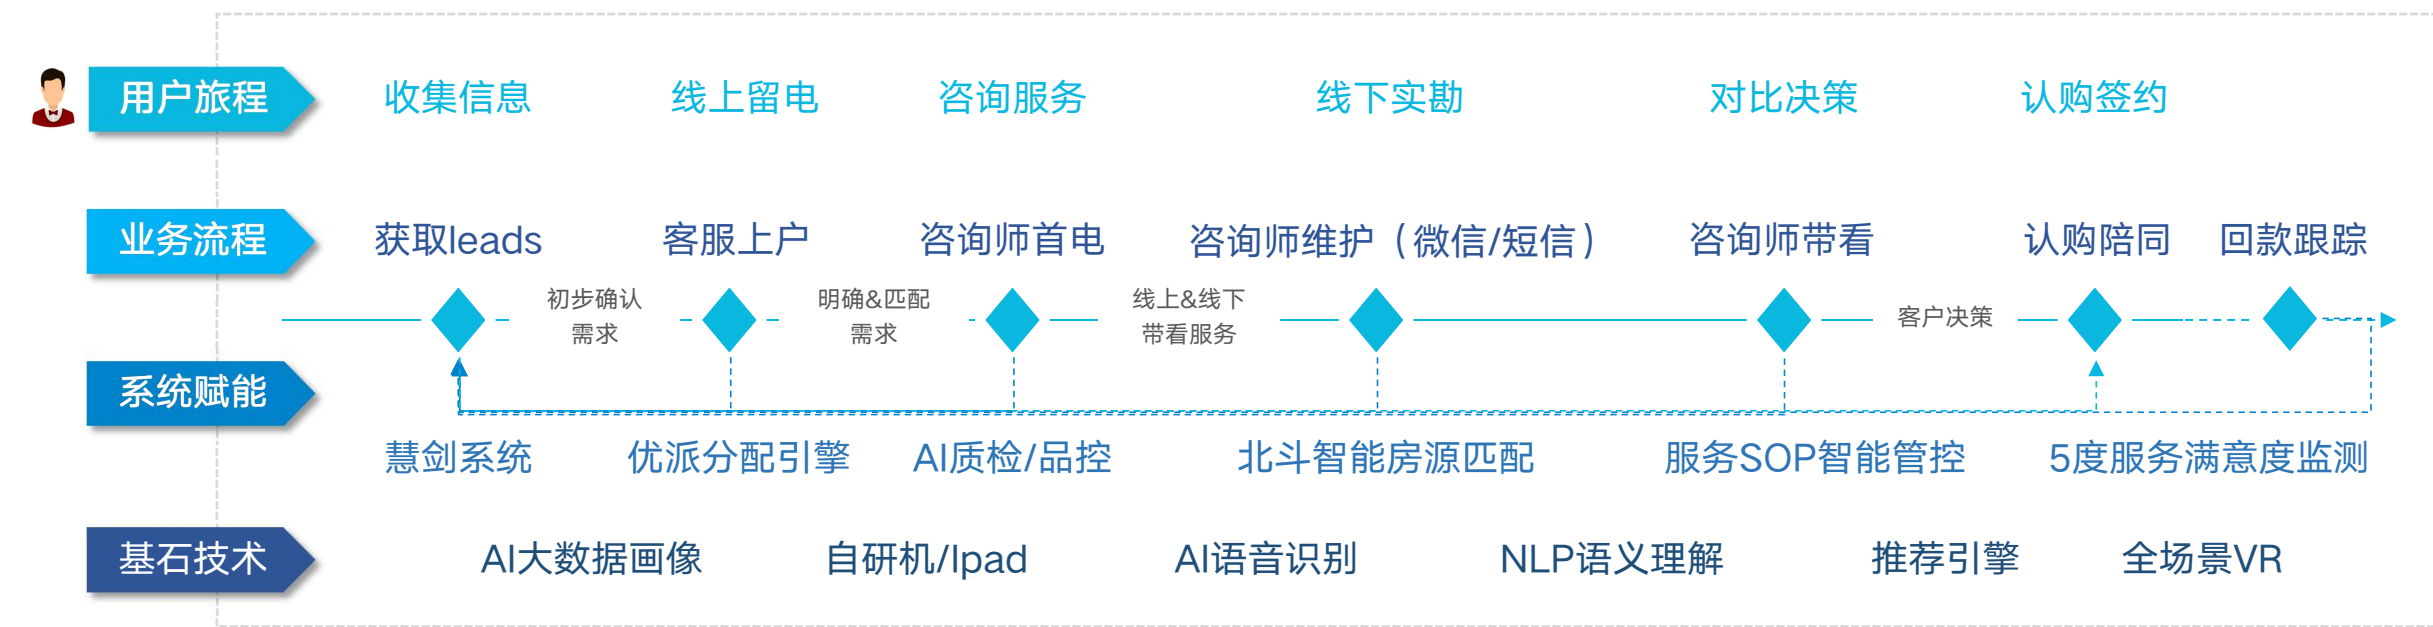 用户旅程 收集信息 线上留电 咨询服务 线下实勘 对比决策 认购签约
业务流程 获取leads 客服上户 咨询师首电 咨询师维护（微信/短信） 咨询师带看 认购陪同 回款跟踪
初步确认 明确&匹配 线上&线下
需求 需求 带看服务
客户决策
系统赋能
慧剑系统 优派分配引擎 AI质检/品控 北斗智能房源匹配 服务SOP智能管控 5度服务满意度监测
基石技术 AI大数据画像 自研机/Ipad AI语音识别 NLP语义理解 推荐引擎 全场景VR